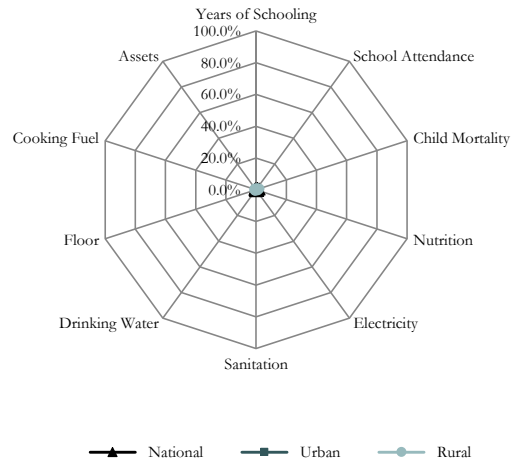 Years of Schooling
100.0%
Assets
School Attendance
80.0%
60.0%
Cooking Fuel
40.0%
Child Mortality
20.0%
0.0%
Floor
Nutrition
Drinking Water
Electricity
Sanitation
National Urban Rural